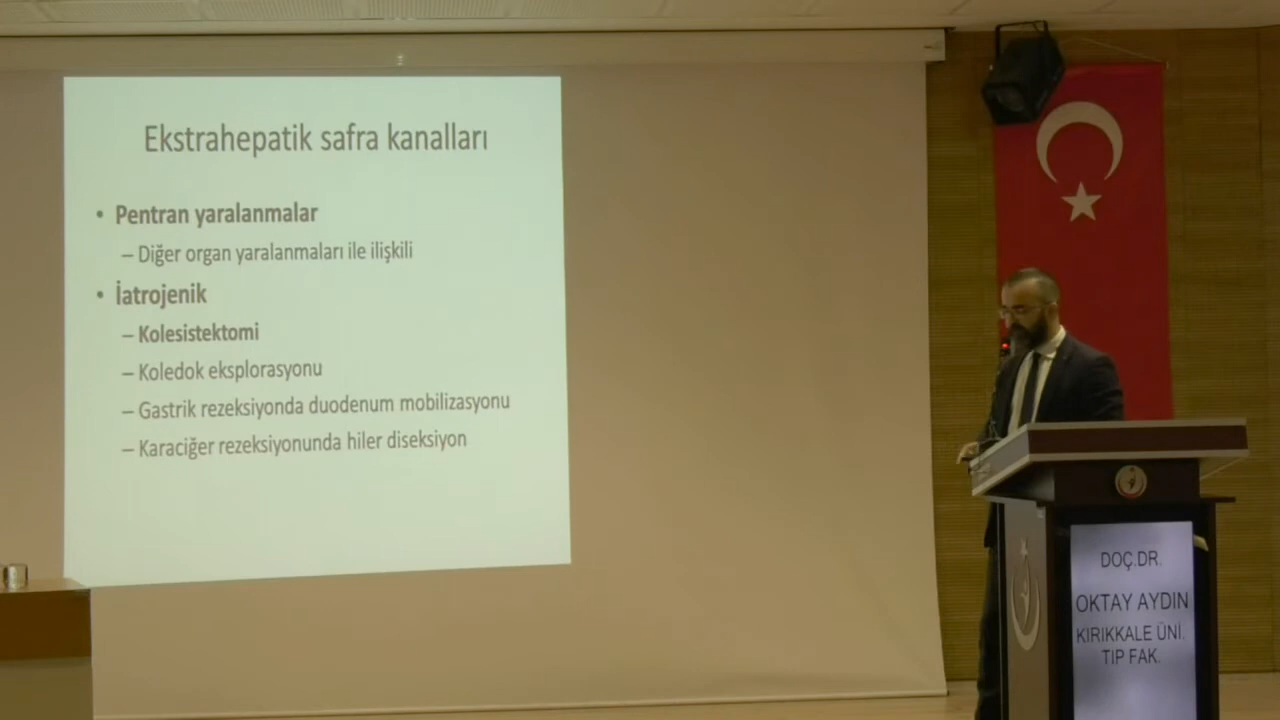 Ekstrahepatik safra kanalları
• Pentran yaralanmalar
– Diğer organ yaralanmaları ile ilişkili
• İatrojenik
– Kolesistektomi
– Koledok eksplorasyonu
– Gastrik rezeksiyonda duodenum mobilizasyonu
– Karaciğer rezeksiyonunda hiler diseksiyon
DOÇ.DR.
OKTAY AYDIN
KIRIKKALE ÜNİ.
TIP FAK.